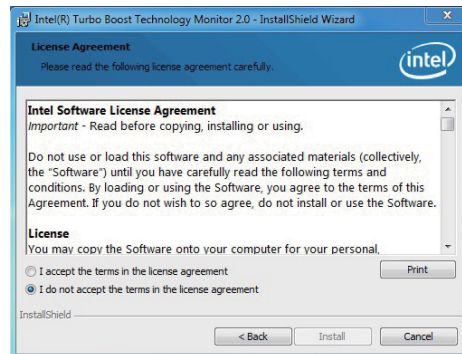 Intel(R) Turbo Boost Technology Monitor 2.0 - InstallShield Wizard
License Agreement
Please read the following license agreement carefully.
intel
Intel Software License Agreement
Important - Read before copying, installing or using.
Do not use or load this software and any associated materials (collectively,
the "Software") until you have carefully read the following terms and
conditions. By loading or using the Software, you agree to the terms of this
Agreement. If you do not wish to so agree, do not install or use the Software.
License
You may copy the Software onto your computer for your personal,
I accept the terms in the license agreement
Print
I do not accept the terms in the license agreement
InstallShield
< Back
Install
Cancel